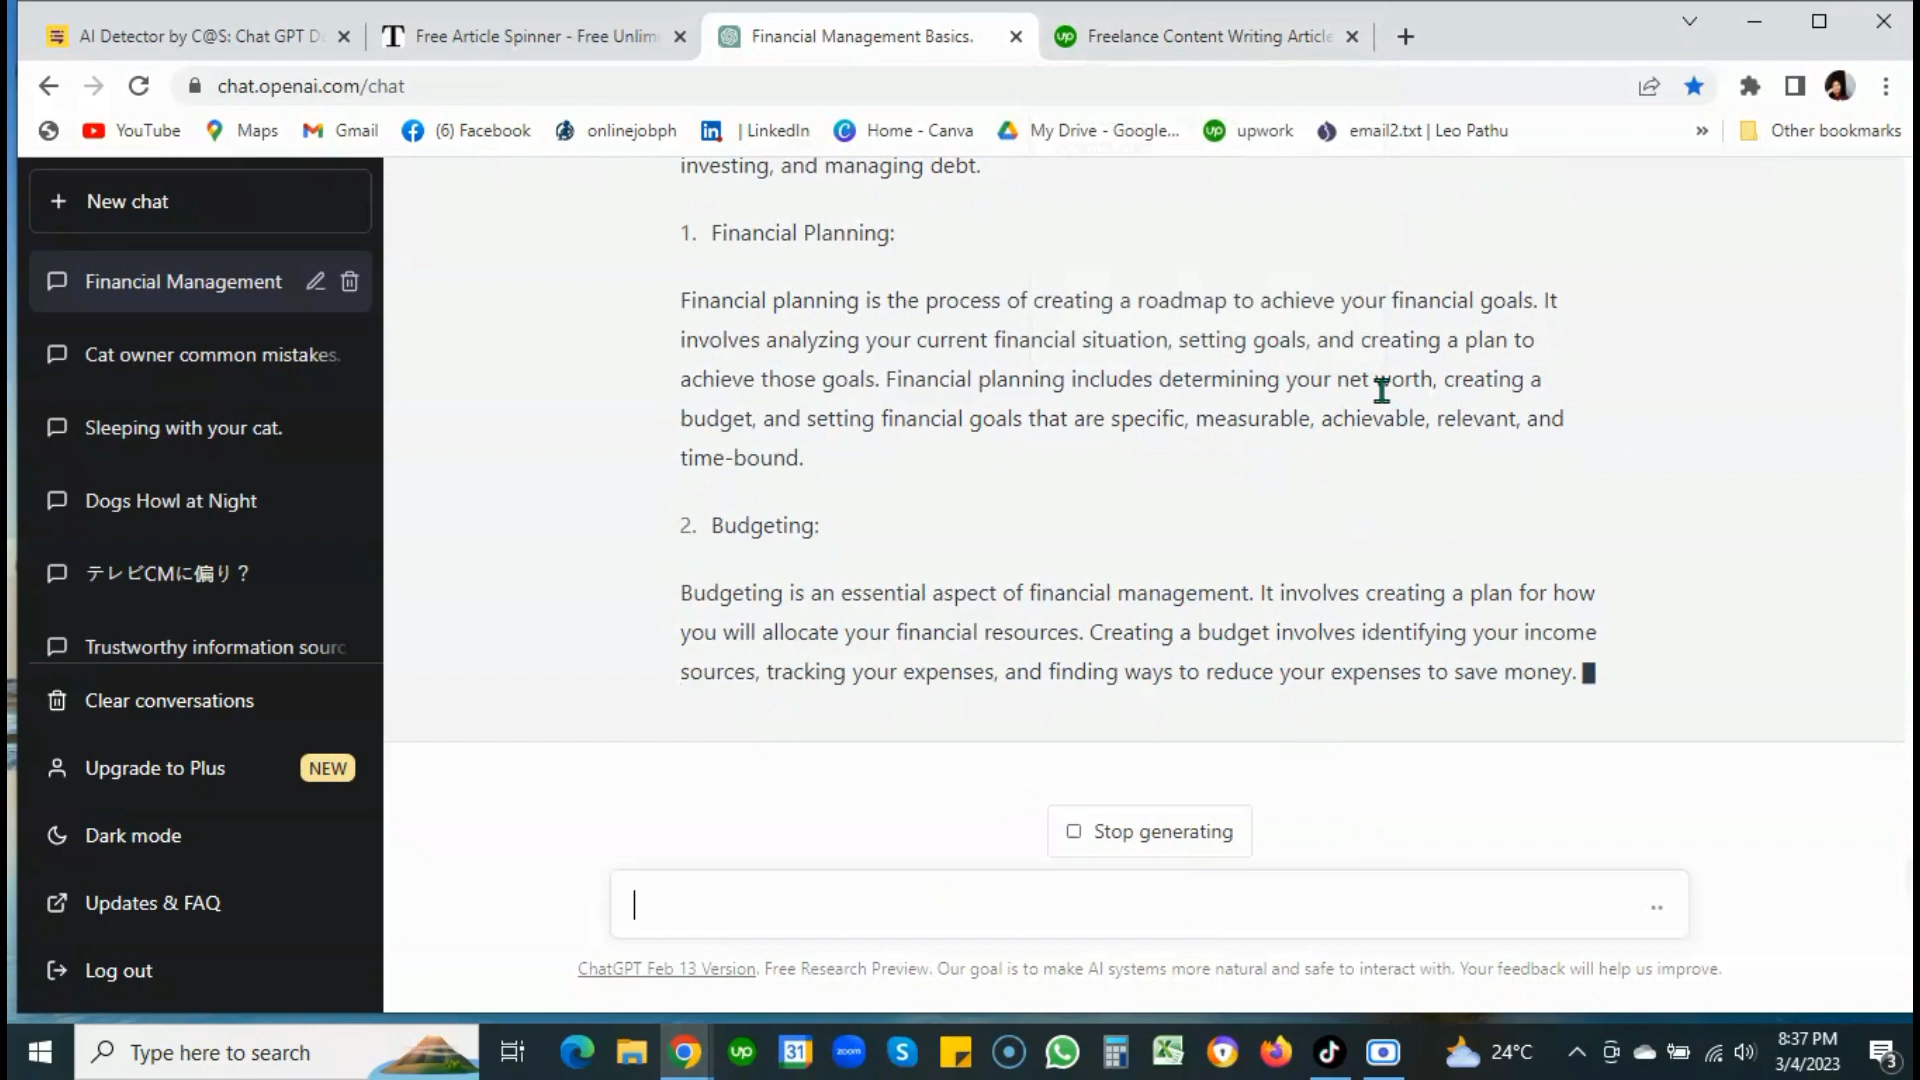 AI Detector by C@S: Chat GPT D
Free Article Spinner - Free Unlim
Financial Management Basics.
Freelance Content Writing Article
chat.openai.com/chat
YouTube
Maps
Gmail
(6) Facebook
onlinejobph
| LinkedIn
Home - Canva
My Drive - Google...
upwork
email2.txt | Leo Pathu
»
Other bookmarks
+ New chat
Financial Management
Cat owner common mistakes.
Sleeping with your cat.
Dogs Howl at Night
テレビCMに偏り？
Trustworthy information sourc
Clear conversations
Upgrade to Plus NEW
Dark mode
Updates & FAQ
Log out
investing, and managing debt.
1. Financial Planning:
Financial planning is the process of creating a roadmap to achieve your financial goals. It
involves analyzing your current financial situation, setting goals, and creating a plan to
achieve those goals. Financial planning includes determining your net worth, creating a
budget, and setting financial goals that are specific, measurable, achievable, relevant, and
time-bound.
2. Budgeting:
Budgeting is an essential aspect of financial management. It involves creating a plan for how
you will allocate your financial resources. Creating a budget involves identifying your income
sources, tracking your expenses, and finding ways to reduce your expenses to save money.
Stop generating
ChatGPT Feb 13 Version. Free Research Preview. Our goal is to make AI systems more natural and safe to interact with. Your feedback will help us improve.
Type here to search
up
31
zoom
24°C
8:37 PM
3/4/2023
3